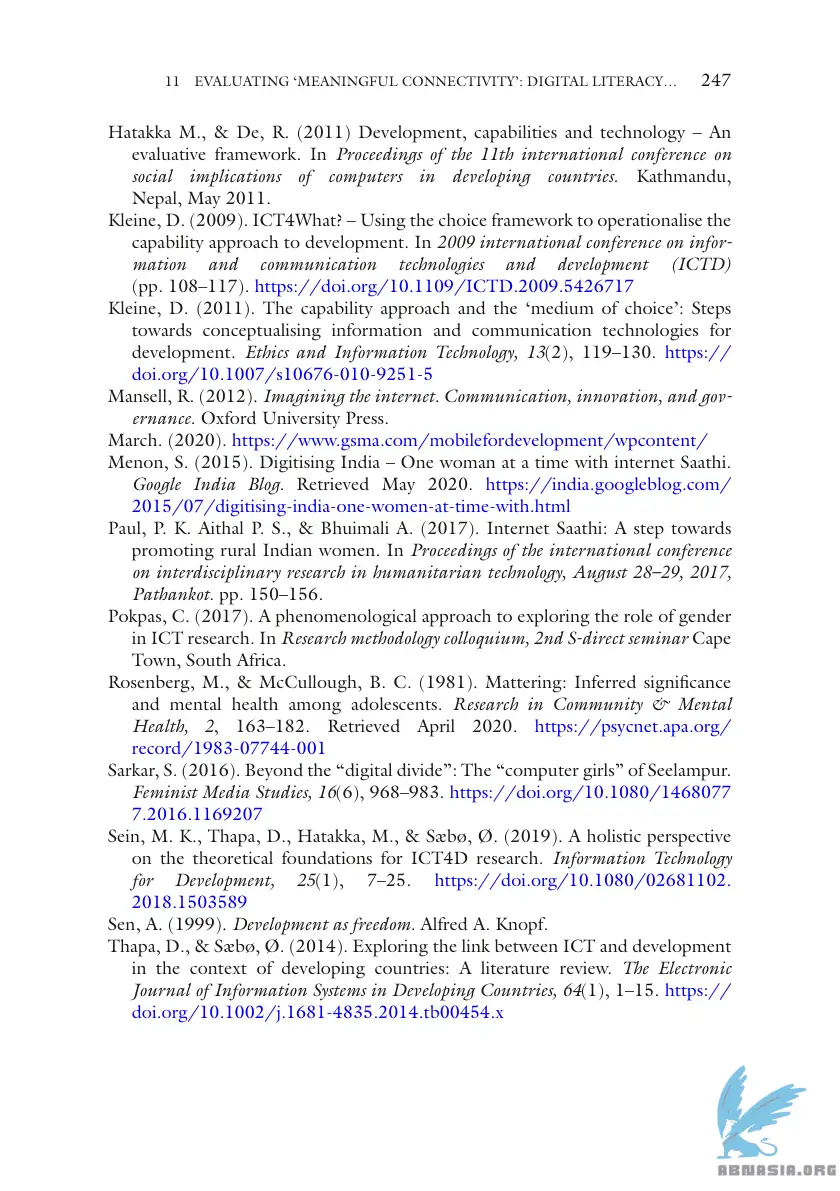 11 EVALUATING ‘MEANINGFUL CONNECTIVITY’: DIGITAL LITERACY… 247
Hatakka M., & De, R. (2011) Development, capabilities and technology – An
evaluative framework. In Proceedings of the 11th international conference on
social implications of computers in developing countries. Kathmandu,
Nepal, May 2011.
Kleine, D. (2009). ICT4What? – Using the choice framework to operationalise the
capability approach to development. In 2009 international conference on infor-
mation and communication technologies and development (ICTD)
(pp. 108–117). https://doi.org/10.1109/ICTD.2009.5426717
Kleine, D. (2011). The capability approach and the ‘medium of choice’: Steps
towards conceptualising information and communication technologies for
development. Ethics and Information Technology, 13(2), 119–130. https://
doi.org/10.1007/s10676-010-9251-5
Mansell, R. (2012). Imagining the internet. Communication, innovation, and gov-
ernance. Oxford University Press.
March. (2020). https://www.gsma.com/mobilefordevelopment/wpcontent/
Menon, S. (2015). Digitising India – One woman at a time with internet Saathi.
Google India Blog. Retrieved May 2020. https://india.googleblog.com/
2015/07/digitising-india-one-women-at-time-with.html
Paul, P. K. Aithal P. S., & Bhuimali A. (2017). Internet Saathi: A step towards
promoting rural Indian women. In Proceedings of the international conference
on interdisciplinary research in humanitarian technology, August 28–29, 2017,
Pathankot. pp. 150–156.
Pokpas, C. (2017). A phenomenological approach to exploring the role of gender
in ICT research. In Research methodology colloquium, 2nd S-direct seminar Cape
Town, South Africa.
Rosenberg, M., & McCullough, B. C. (1981). Mattering: Inferred significance
and mental health among adolescents. Research in Community & Mental
Health, 2, 163–182. Retrieved April 2020. https://psycnet.apa.org/
record/1983-07744-001
Sarkar, S. (2016). Beyond the “digital divide”: The “computer girls” of Seelampur.
Feminist Media Studies, 16(6), 968–983. https://doi.org/10.1080/1468077
7.2016.1169207
Sein, M. K., Thapa, D., Hatakka, M., & Sæbø, Ø. (2019). A holistic perspective
on the theoretical foundations for ICT4D research. Information Technology
for Development, 25(1), 7–25. https://doi.org/10.1080/02681102.
2018.1503589
Sen, A. (1999). Development as freedom. Alfred A. Knopf.
Thapa, D., & Sæbø, Ø. (2014). Exploring the link between ICT and development
in the context of developing countries: A literature review. The Electronic
Journal of Information Systems in Developing Countries, 64(1), 1–15. https://
doi.org/10.1002/j.1681-4835.2014.tb00454.x
ABNASIA.ORG